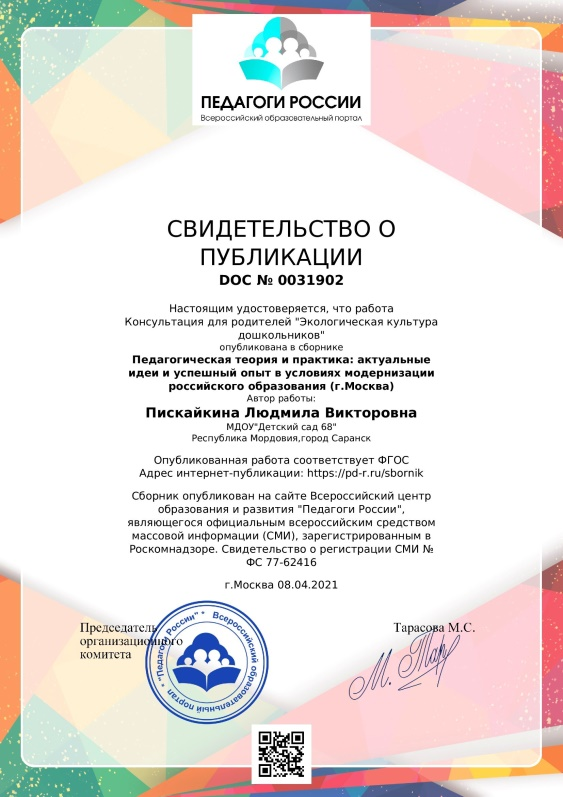 ПЕДАГОГИ РОССИИ
Всероссийский образовательный портал
СВИДЕТЕЛЬСТВО О
ПУБЛИКАЦИИ
DOC № 0031902
Настоящим удостоверяется, что работа
Консультация для родителей "Экологическая культура
дошкольников"
опубликована в сборнике
Педагогическая теория и практика: актуальные
идеи и успешный опыт в условиях модернизации
российского образования (г.Москва)
Автор работы:
Пискайкина Людмила Викторовна
МДОУ"Детский сад 68"
Республика Мордовия,город Саранск
Опубликованная работа соответствует ФГОС
Адрес интернет-публикации: https://pd-r.ru/sbornik
Сборник опубликован на сайте Всероссийский центр
образования и развития "Педагоги России",
являющегося официальным всероссийским средством
массовой информации (СМИ), зарегистрированным в
Роскомнадзоре. Свидетельство о регистрации СМИ №
ФС 77-62416
г.Москва 08.04.2021
Председатель
организационного
комитета
Всероссийский образовательный портал • "Педагоги России" •
Тарасова М.С.
М. Тар